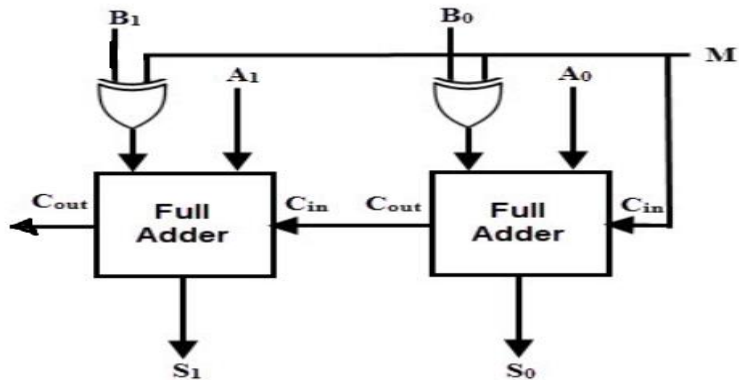 B₁
B₀
M
A₁
A₀
Cout
Full
Adder
Cin
Cout
Full
Adder
Cin
S₁
S₀